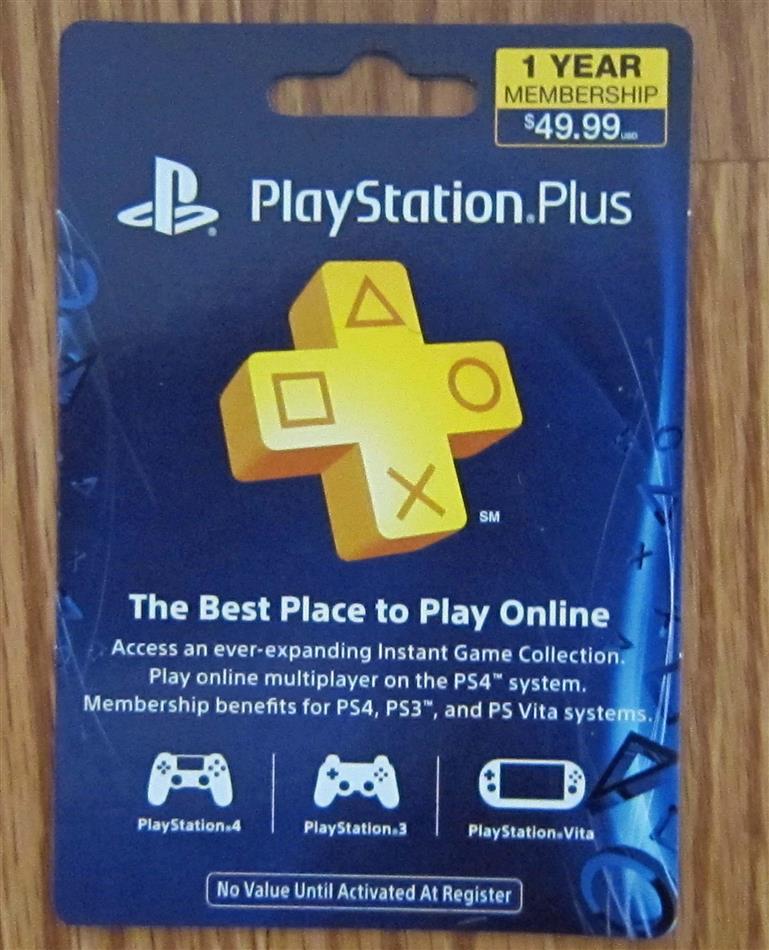 1 YEAR
MEMBERSHIP
$49.99 USD
PlayStation®Plus
SM
The Best Place to Play Online
Access an ever-expanding Instant Game Collection.
Play online multiplayer on the PS4™ system.
Membership benefits for PS4, PS3™, and PS Vita systems.
PlayStation®4
PlayStation®3
PlayStation®Vita
No Value Until Activated At Register